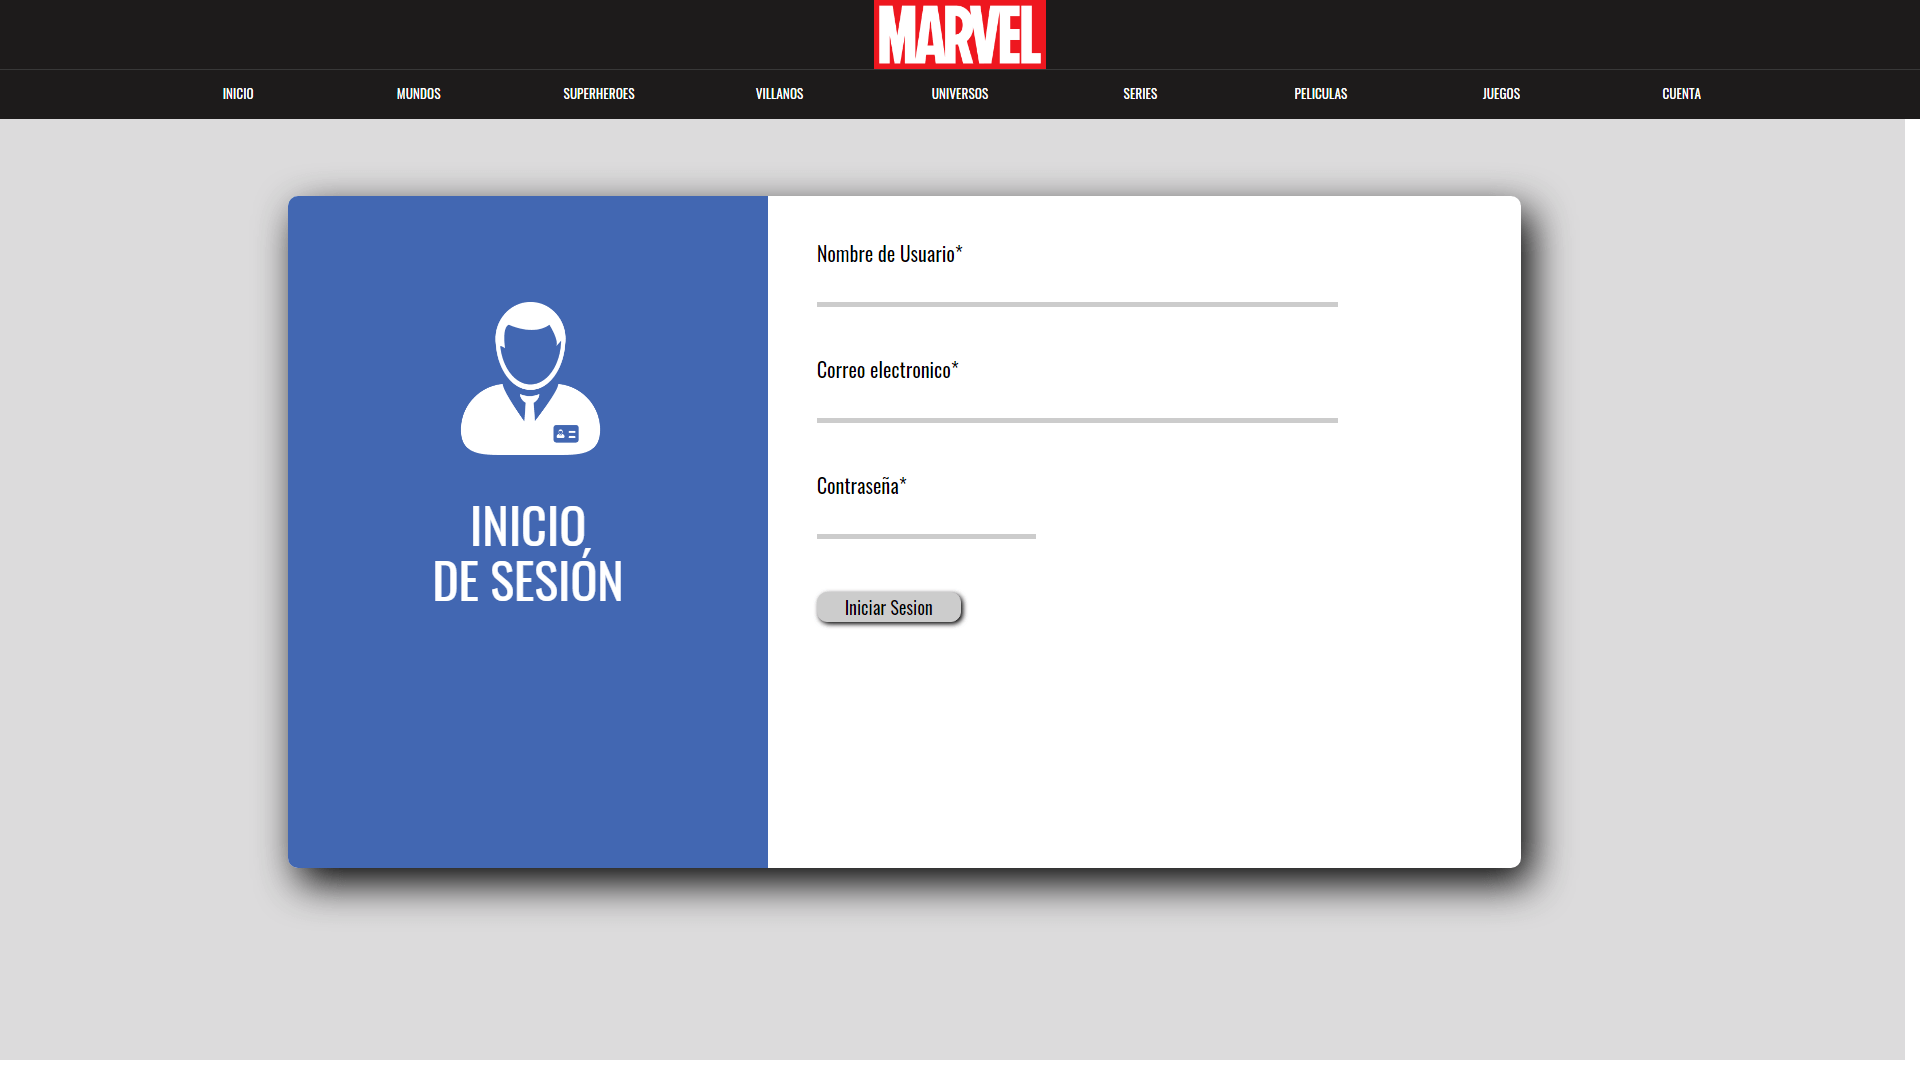 MARVEL
INICIO MUNDOS SUPERHEROES VILLANOS UNIVERSOS SERIES PELICULAS JUEGOS CUENTA
INICIO
DE SESIÓN
Nombre de Usuario*
Correo electronico*
Contraseña*
Iniciar Sesion